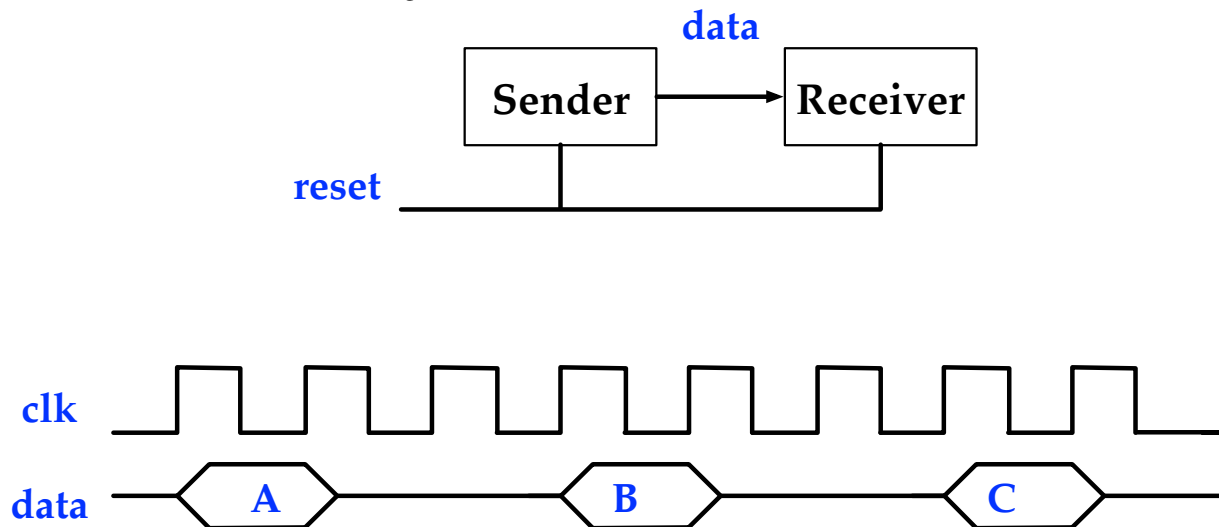 data
Sender
Receiver
reset
clk
data
A
B
C